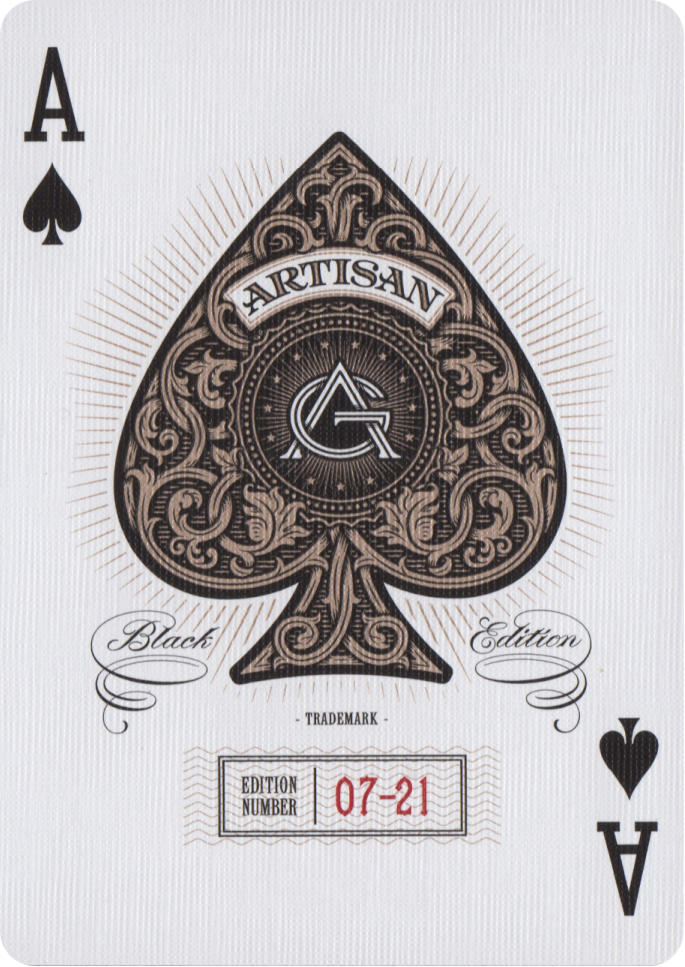 A
ARTISAN
AG
Black Edition
- TRADEMARK -
EDITION
NUMBER
07-21
A